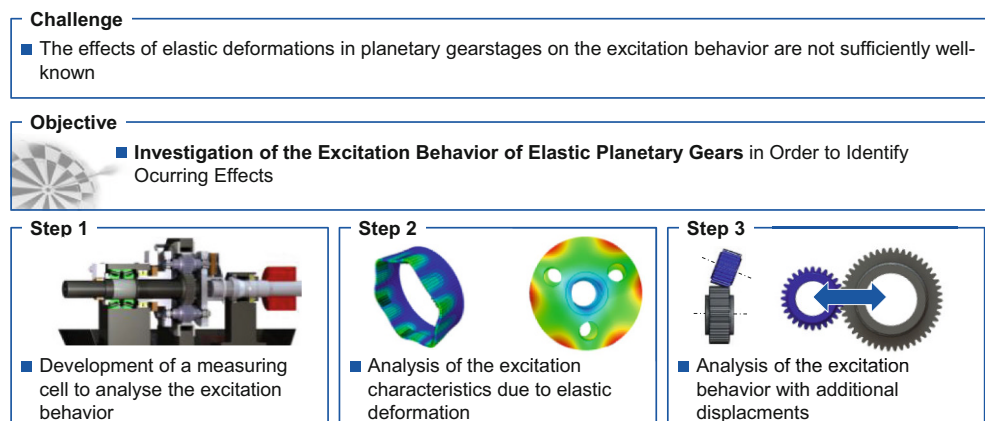 Challenge
The effects of elastic deformations in planetary gearstages on the excitation behavior are not sufficiently well-
known
Objective
Investigation of the Excitation Behavior of Elastic Planetary Gears in Order to Identify
Ocurring Effects
Step 1
Development of a measuring
cell to analyse the excitation
behavior
Step 2
Analysis of the excitation
characteristics due to elastic
deformation
Step 3
Analysis of the excitation
behavior with additional
displacments